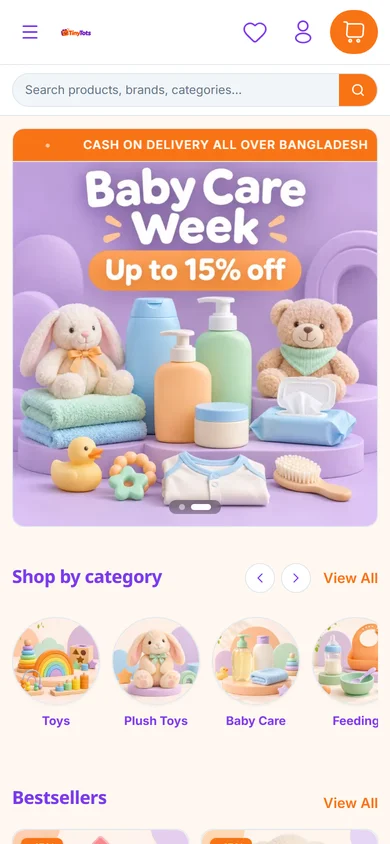 TinyTots
Search products, brands, categories...
CASH ON DELIVERY ALL OVER BANGLADESH
Baby Care
Week
Up to 15% off
Shop by category
View All
Toys
Plush Toys
Baby Care
Feeding
Bestsellers
View All